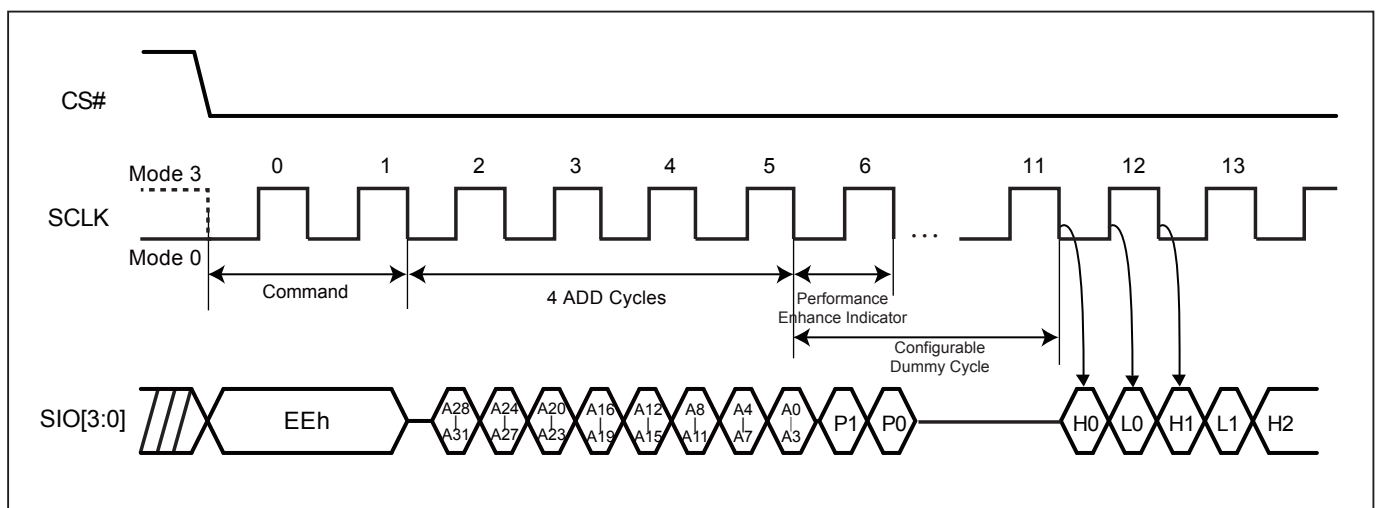 CS#
Mode 3
0 1 2 3 4 5 6 11 12 13
SCLK
...
Mode 0
Command
4 ADD Cycles
Performance
Enhance Indicator
Configurable
Dummy Cycle
SIO[3:0]
EEh
A28
|
A31
A24
|
A27
A20
|
A23
A16
|
A19
A12
|
A15
A8
|
A11
A4
|
A7
A0
|
A3
P1 P0
H0 L0 H1 L1 H2